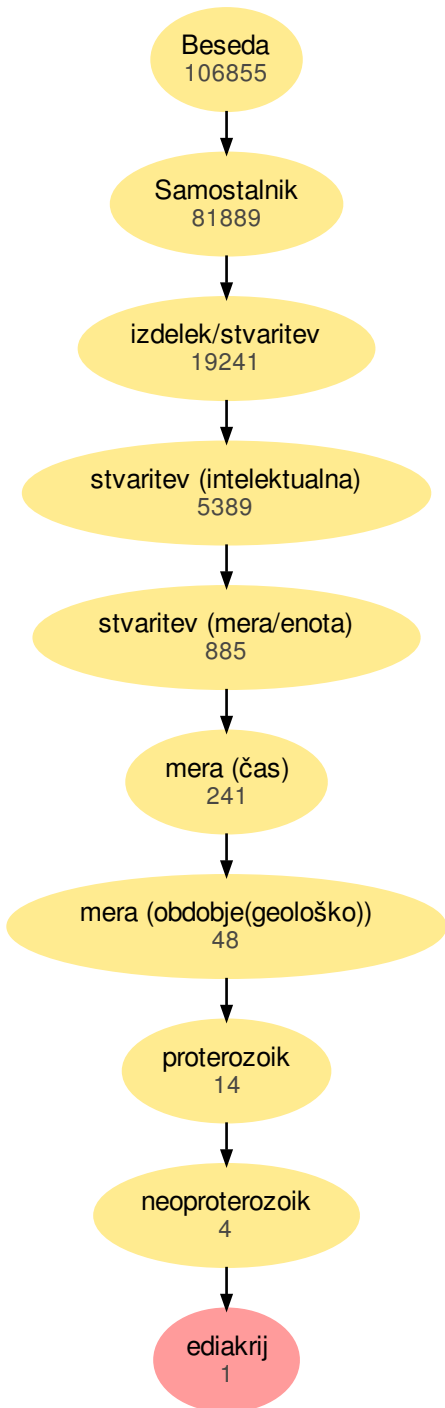 Beseda
106855
Samostalnik
81889
izdelek/stvaritev
19241
stvaritev (intelektualna)
5389
stvaritev (mera/enota)
885
mera (čas)
241
mera (obdobje(geološko))
48
proterozoik
14
neoproterozoik
4
ediakrij
1